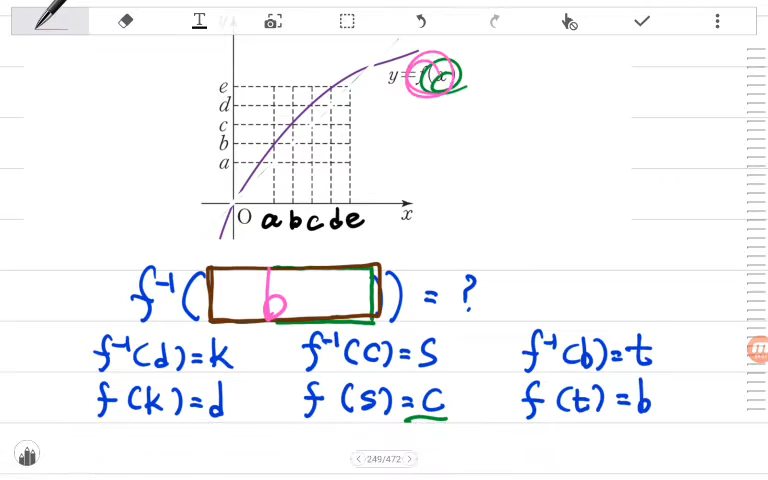 T
e
d
c
b
a
y=f(x)
O a b c d e x
f⁻¹( b ) = ?
f⁻¹(d)=k f⁻¹(c)=s f⁻¹(b)=t
f(k)=d f(s)=c f(t)=b
< 249/472 >